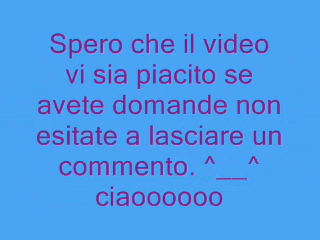 Spero che il video
vi sia piacito se
avete domande non
esitate a lasciare un
commento. ^__^
ciaoooooo